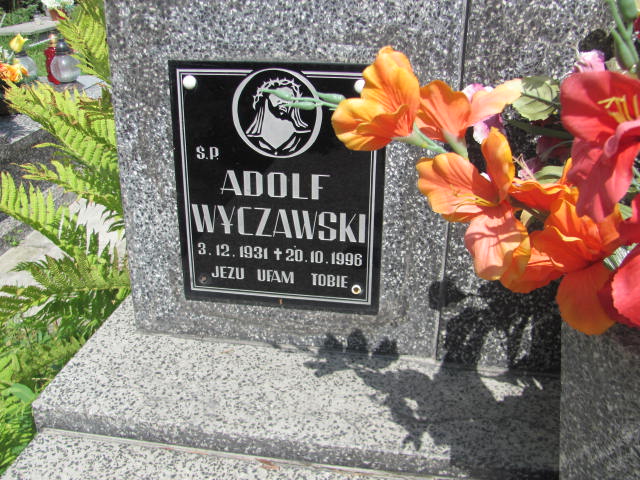 Ś.P.
ADOLF
WYCZAWSKI
3.12.1931 ✝ 20.10.1996
JEZU UFAM TOBIE